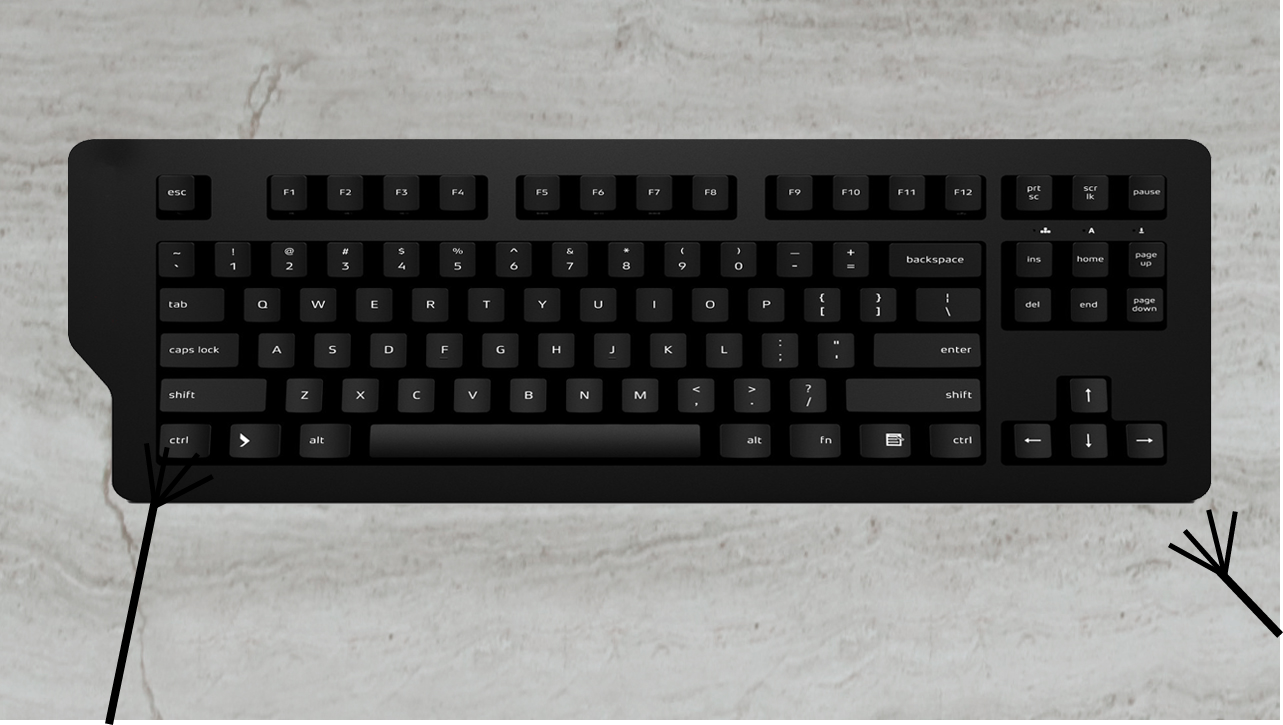 esc F1 F2 F3 F4 F5 F6 F7 F8 F9 F10 F11 F12 prt sc scr lk pause
A
~ ` ! 1 @ 2 # 3 $ 4 % 5 ^ 6 & 7 * 8 ( 9 ) 0 — - + = backspace ins home page up
tab Q W E R T Y U I O P { [ } ] ¦ \ del end page down
caps lock A S D F G H J K L : ; " ' enter
shift Z X C V B N M < , > . ? / shift ↑
ctrl alt alt fn ctrl ← ↓ →